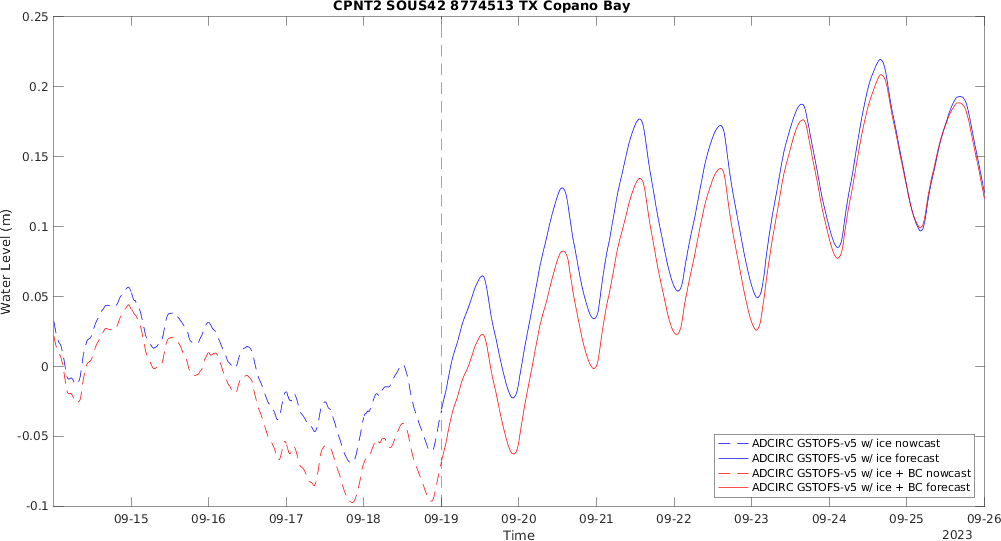 CPNT2 SOUS42 8774513 TX Copano Bay
0.25
0.2
0.15
0.1
0.05
0
-0.05
-0.1
Water Level (m)
ADCIRC GSTOFS-v5 w/ ice nowcast
ADCIRC GSTOFS-v5 w/ ice forecast
ADCIRC GSTOFS-v5 w/ ice + BC nowcast
ADCIRC GSTOFS-v5 w/ ice + BC forecast
09-15 09-16 09-17 09-18 09-19 09-20 09-21 09-22 09-23 09-24 09-25 09-26
Time
2023